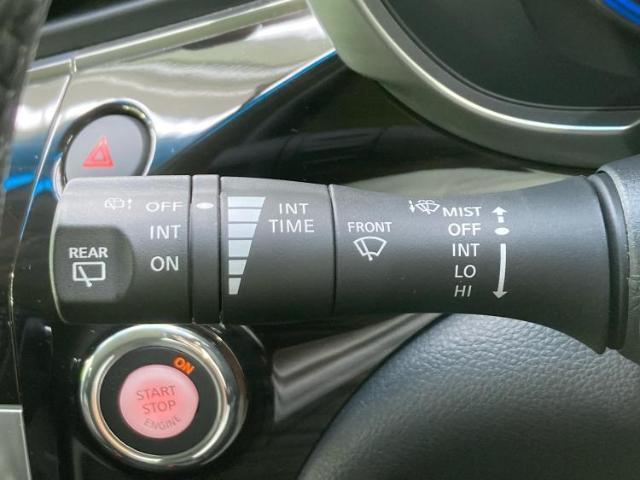 OFF
INT
ON
REAR
INT
TIME
FRONT
MIST
OFF
INT
LO
HI
ON
START
STOP
ENGINE